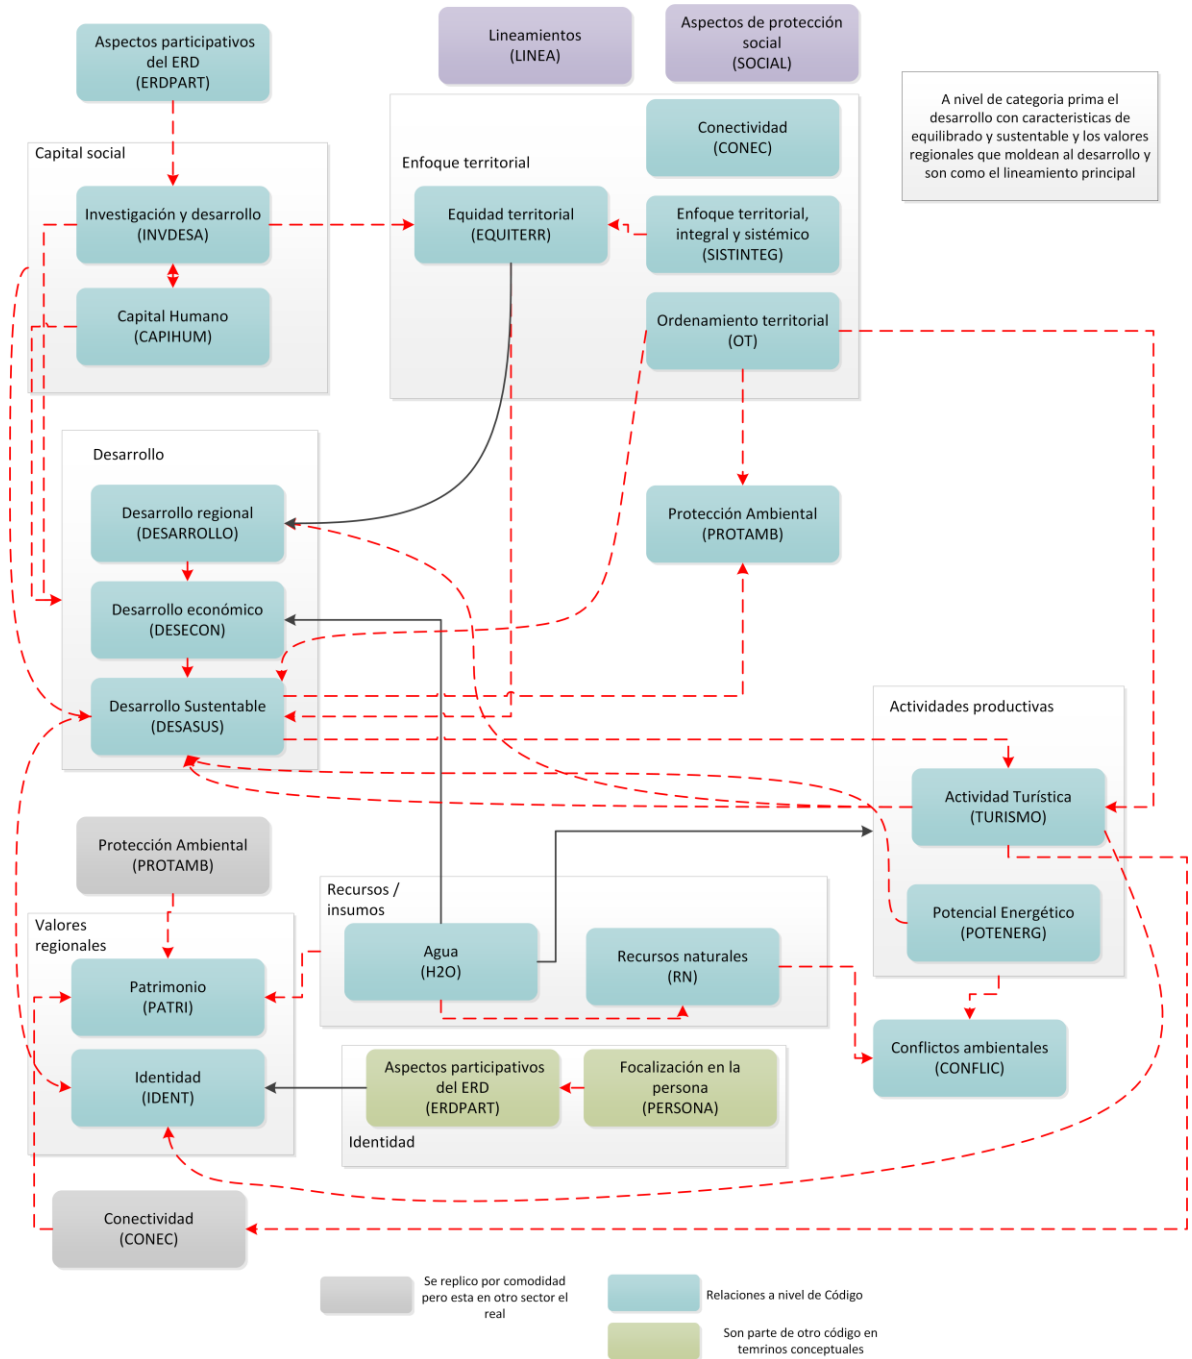 Aspectos participativos
del ERD
(ERDPART)
Lineamientos
(LINEA)
Aspectos de protección
social
(SOCIAL)
A nivel de categoria prima el
desarrollo con caracteristicas de
equilibrado y sustentable y los valores
regionales que moldean al desarrollo y
son como el lineamiento principal
Capital social
Investigación y desarrollo
(INVDESA)
Capital Humano
(CAPIHUM)
Enfoque territorial
Conectividad
(CONEC)
Equidad territorial
(EQUITERR)
Enfoque territorial,
integral y sistémico
(SISTINTEG)
Ordenamiento territorial
(OT)
Desarrollo
Desarrollo regional
(DESARROLLO)
Desarrollo económico
(DESECON)
Desarrollo Sustentable
(DESASUS)
Protección Ambiental
(PROTAMB)
Actividades productivas
Actividad Turística
(TURISMO)
Potencial Energético
(POTENERG)
Protección Ambiental
(PROTAMB)
Valores
regionales
Patrimonio
(PATRI)
Identidad
(IDENT)
Recursos /
insumos
Agua
(H2O)
Recursos naturales
(RN)
Conflictos ambientales
(CONFLIC)
Aspectos participativos
del ERD
(ERDPART)
Focalización en la
persona
(PERSONA)
Identidad
Conectividad
(CONEC)
Se replico por comodidad
pero esta en otro sector el
real
Relaciones a nivel de Código
Son parte de otro código en
temrinos conceptuales